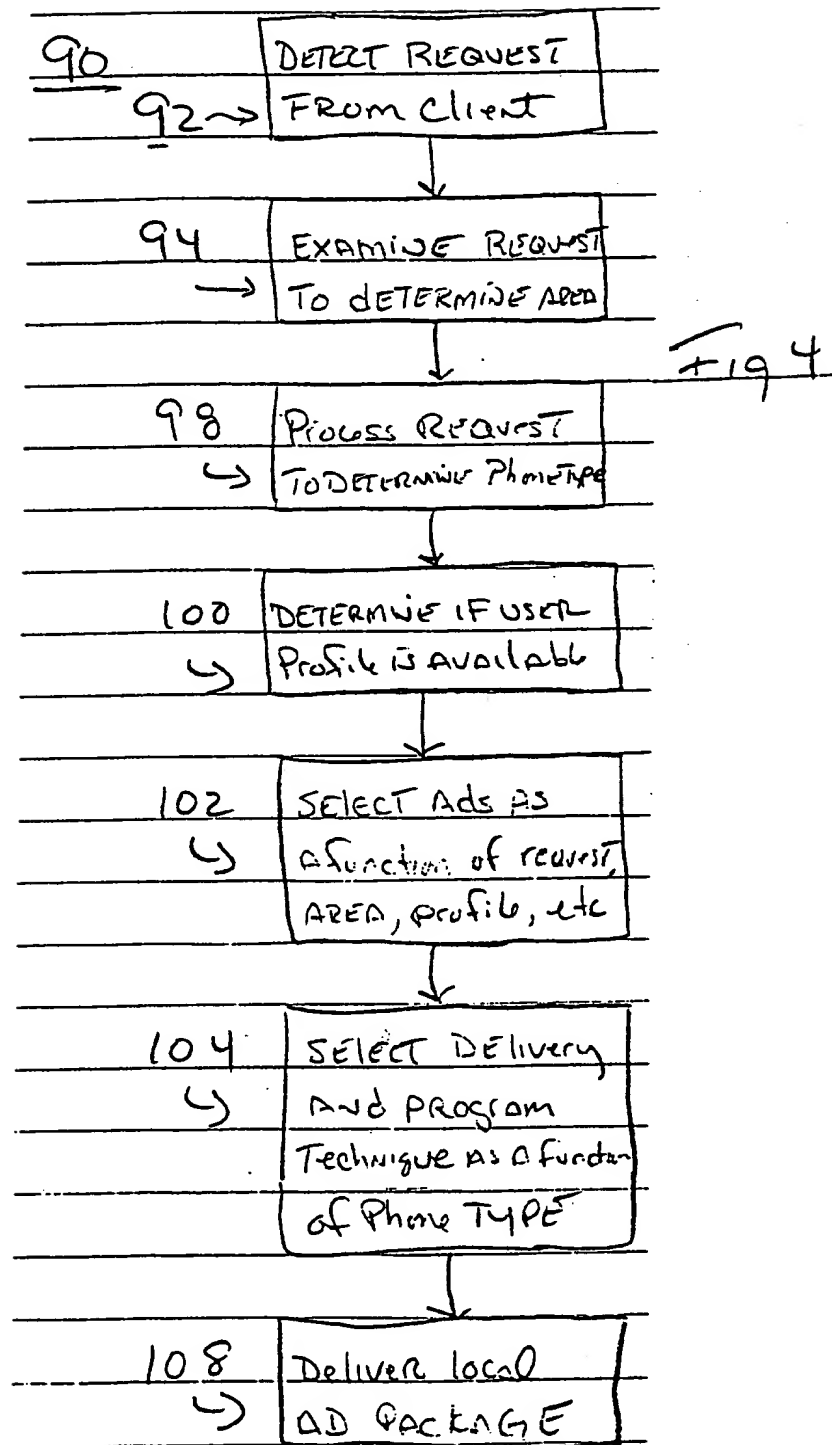 90
DETECT REQUEST
92 FROM Client
94 EXAMINE REQUEST
TO dETERMINE AREA
Fig 4
98 Process REQUEST
TO DETERMINE Phone TYPE
100 DETERMINE IF USER
Profile is AVAilAble
102 SElECT Ads AS
A function of request,
AREA, profile, etc
104 SElECT DElivery
ANd PROgram
Technique AS A function
of Phone TYPE
108 Deliver local
AD PACKAGE